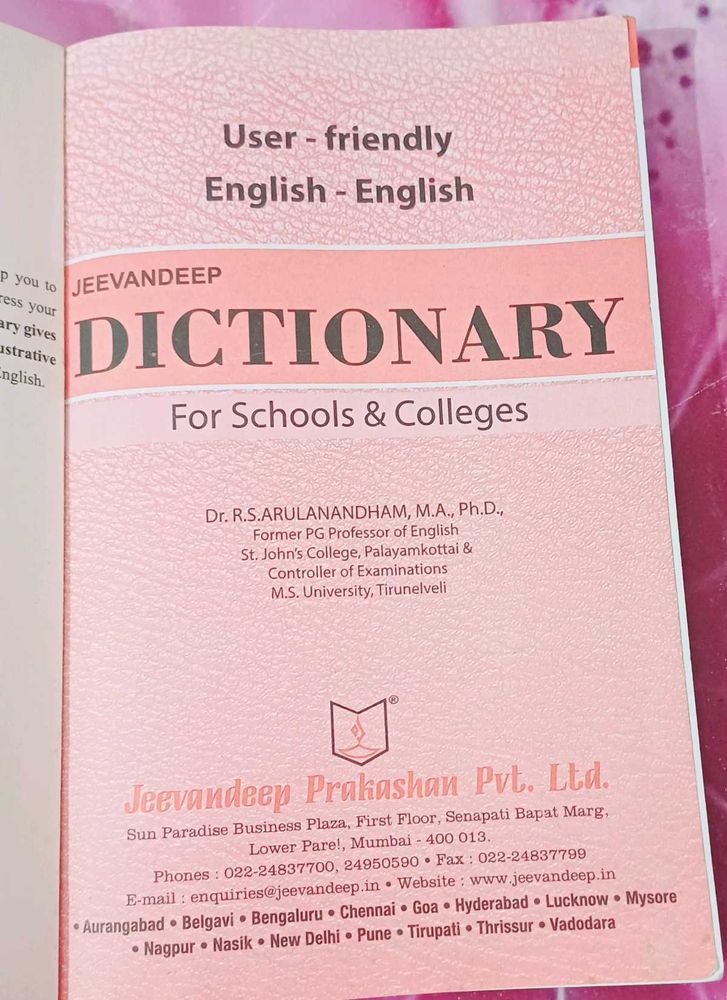 p you to
ress your
ary gives
ustrative
nglish.
User - friendly
English - English
JEEVANDEEP
DICTIONARY
For Schools & Colleges
Dr. R.S.ARULANANDHAM, M.A., Ph.D.,
Former PG Professor of English
St. John's College, Palayamkottai &
Controller of Examinations
M.S. University, Tirunelveli
®
Jeevandeep Prakashan Pvt. Ltd.
Sun Paradise Business Plaza, First Floor, Senapati Bapat Marg,
Lower Pare!, Mumbai - 400 013.
Phones : 022-24837700, 24950590 • Fax : 022-24837799
E-mail : enquiries@jeevandeep.in • Website : www.jeevandeep.in
• Aurangabad • Belgavi • Bengaluru • Chennai • Goa • Hyderabad • Lucknow • Mysore
• Nagpur • Nasik • New Delhi • Pune • Tirupati • Thrissur • Vadodara